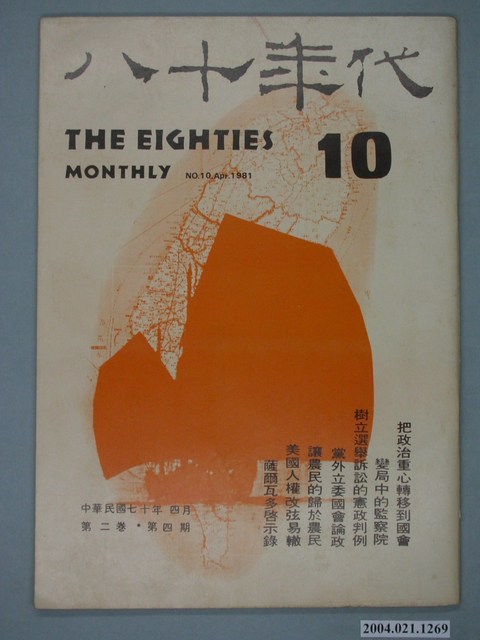 八十年代
THE EIGHTIES
MONTHLY NO.10.Apr.1981
10
把政治重心轉移到國會
變局中的監察院
樹立選舉訴訟的憲政判例
黨外立委國會論政
讓農民的歸於農民
美國人權改弦易轍
薩爾瓦多啓示錄
中華民國七十年 四月
第二卷・第四期
2004.021.1269